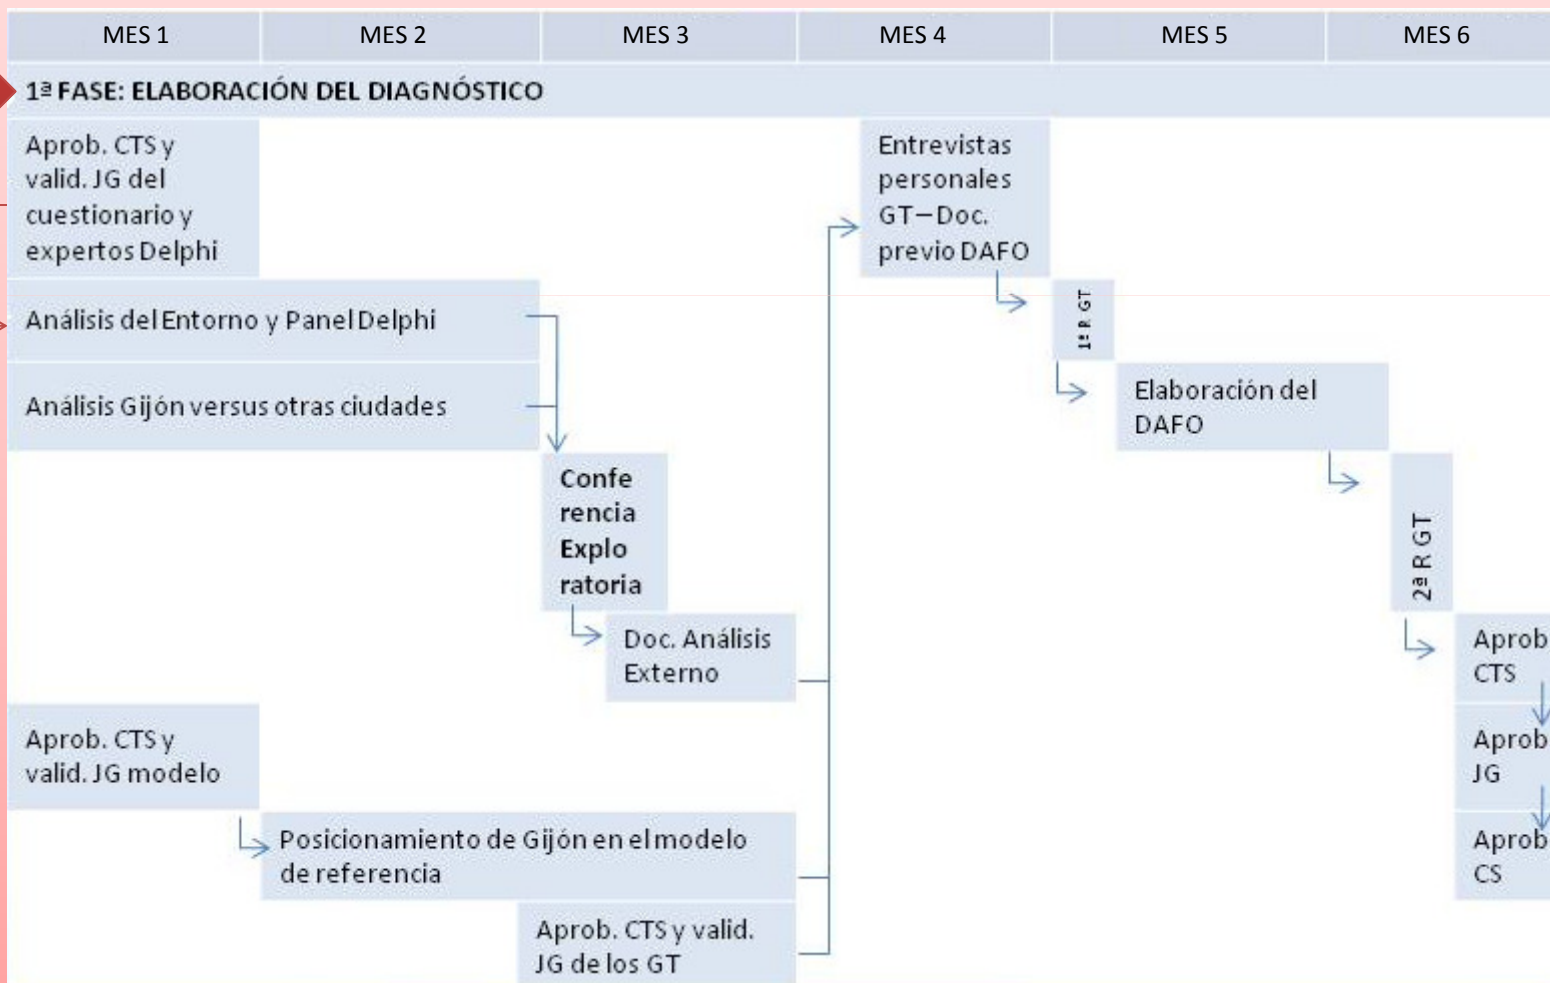 MES 1
MES 2
MES 3
MES 4
MES 5
MES 6
1ª FASE: ELABORACIÓN DEL DIAGNÓSTICO
Aprob. CTS y
valid. JG del
cuestionario y
expertos Delphi
Entrevistas
personales
GT–Doc.
previo DAFO
Análisis del Entorno y Panel Delphi
1ª R GT
Análisis Gijón versus otras ciudades
Elaboración del
DAFO
Confe
rencia
Explo
ratoria
2ª R GT
Doc. Análisis
Externo
Aprob
CTS
Aprob. CTS y
valid. JG modelo
Aprob
JG
Posicionamiento de Gijón en el modelo
de referencia
Aprob
CS
Aprob. CTS y valid.
JG de los GT